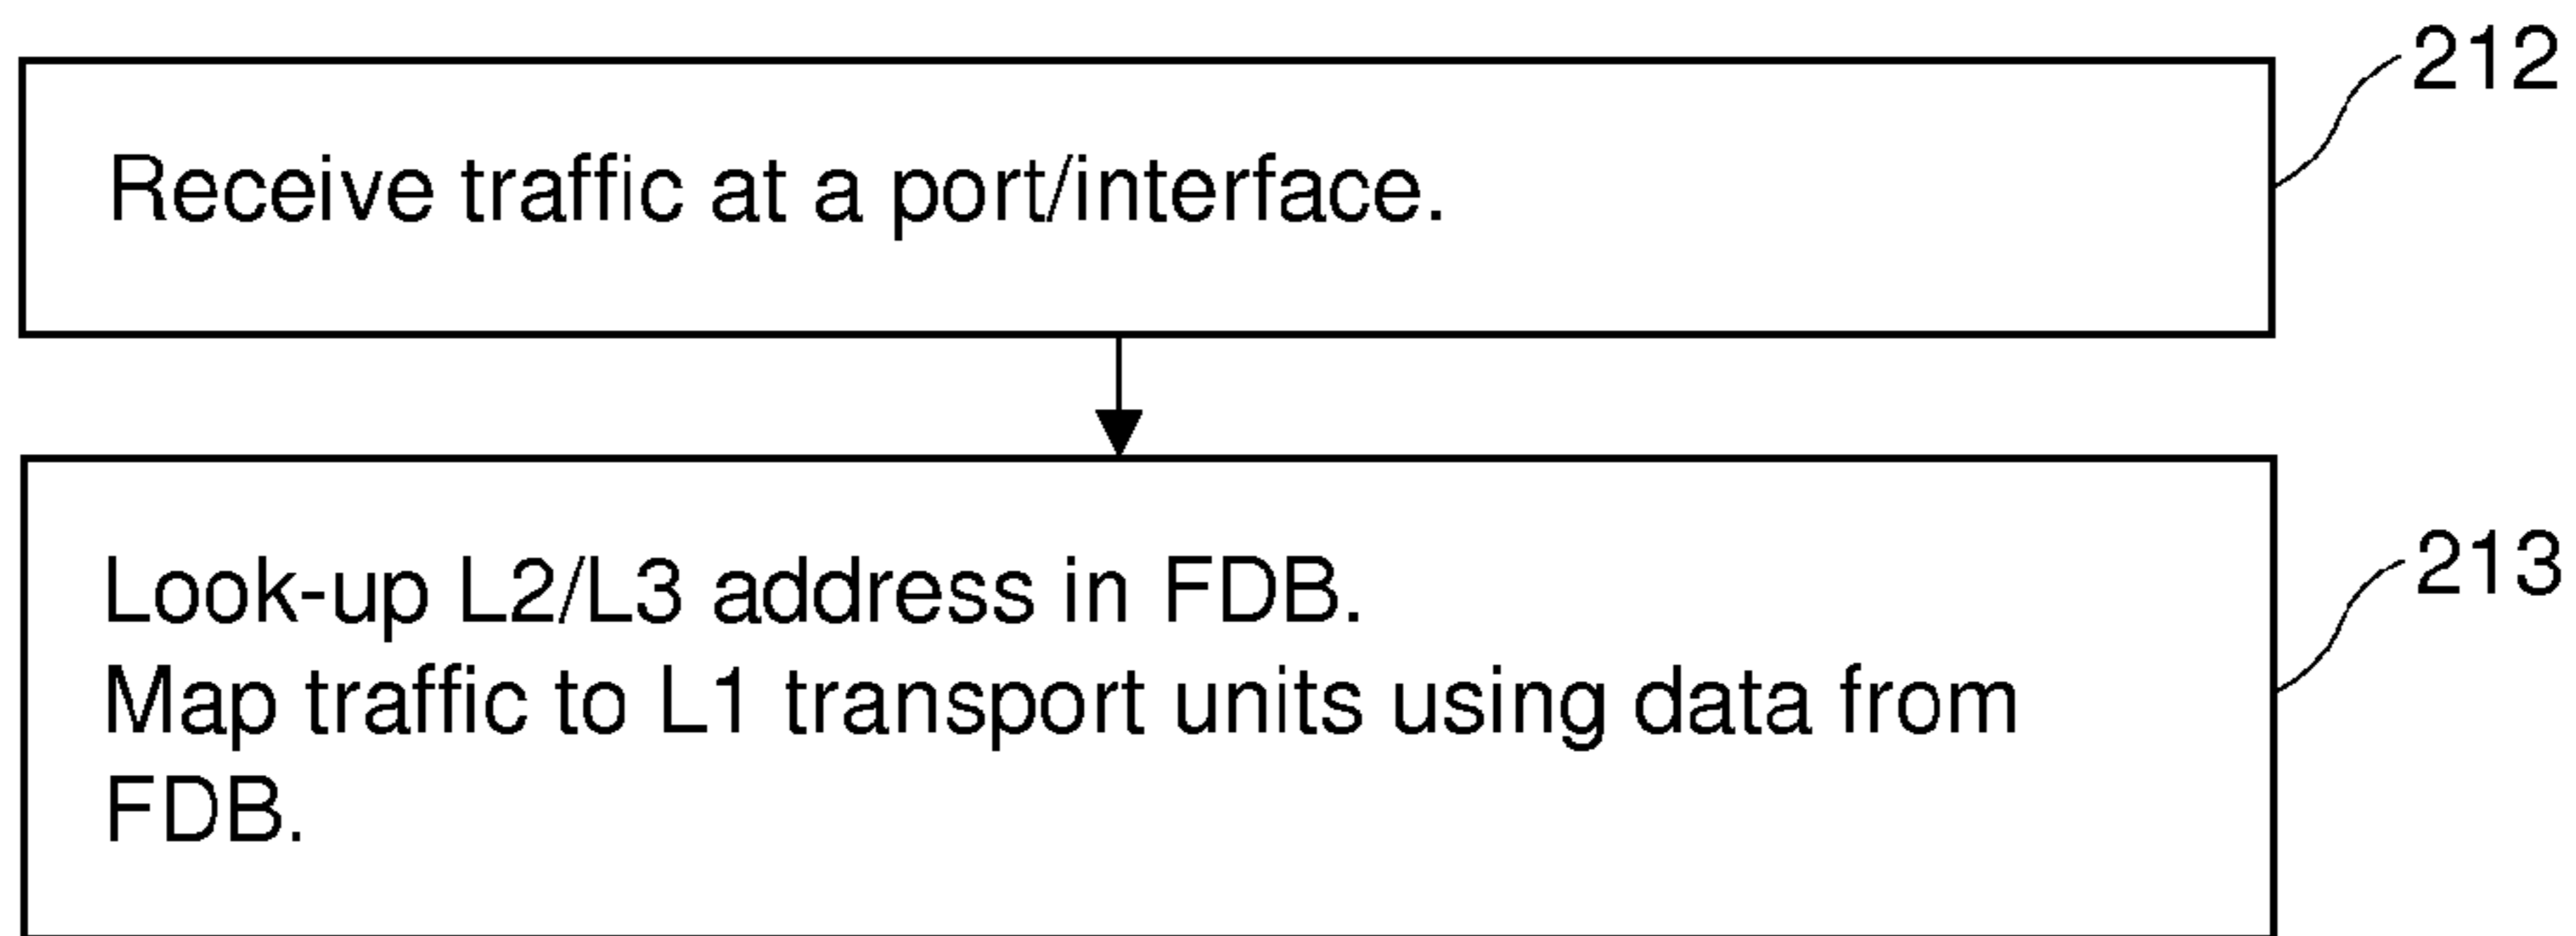 212
Receive traffic at a port/interface.
213
Look-up L2/L3 address in FDB.
Map traffic to L1 transport units using data from
FDB.